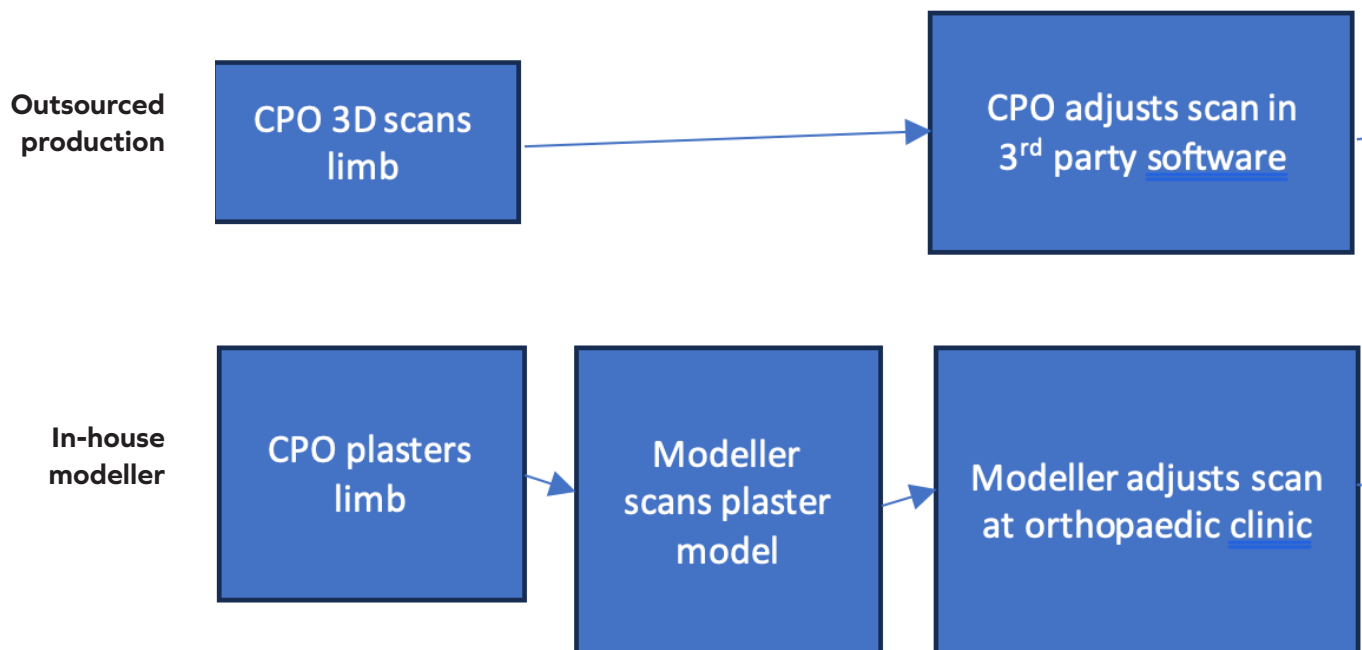 Outsourced
production
CPO 3D scans
limb
CPO adjusts scan in
3rd party software
In-house
modeller
CPO plasters
limb
Modeller
scans plaster
model
Modeller adjusts scan
at orthopaedic clinic